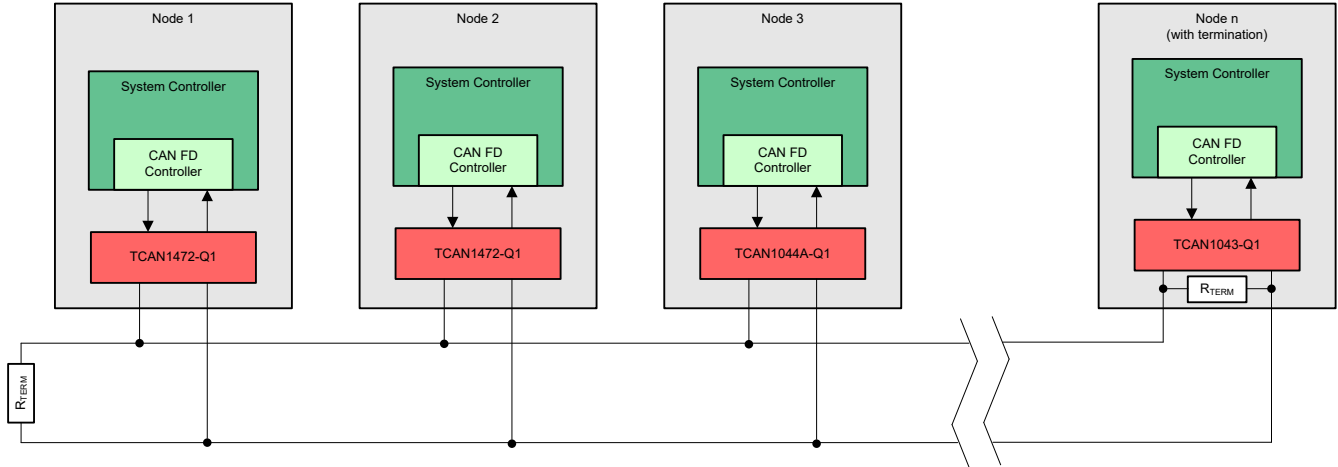 Node 1
System Controller
CAN FD
Controller
TCAN1472-Q1
Node 2
System Controller
CAN FD
Controller
TCAN1472-Q1
Node 3
System Controller
CAN FD
Controller
TCAN1044A-Q1
Node n
(with termination)
System Controller
CAN FD
Controller
TCAN1043-Q1
RTERM
RTERM